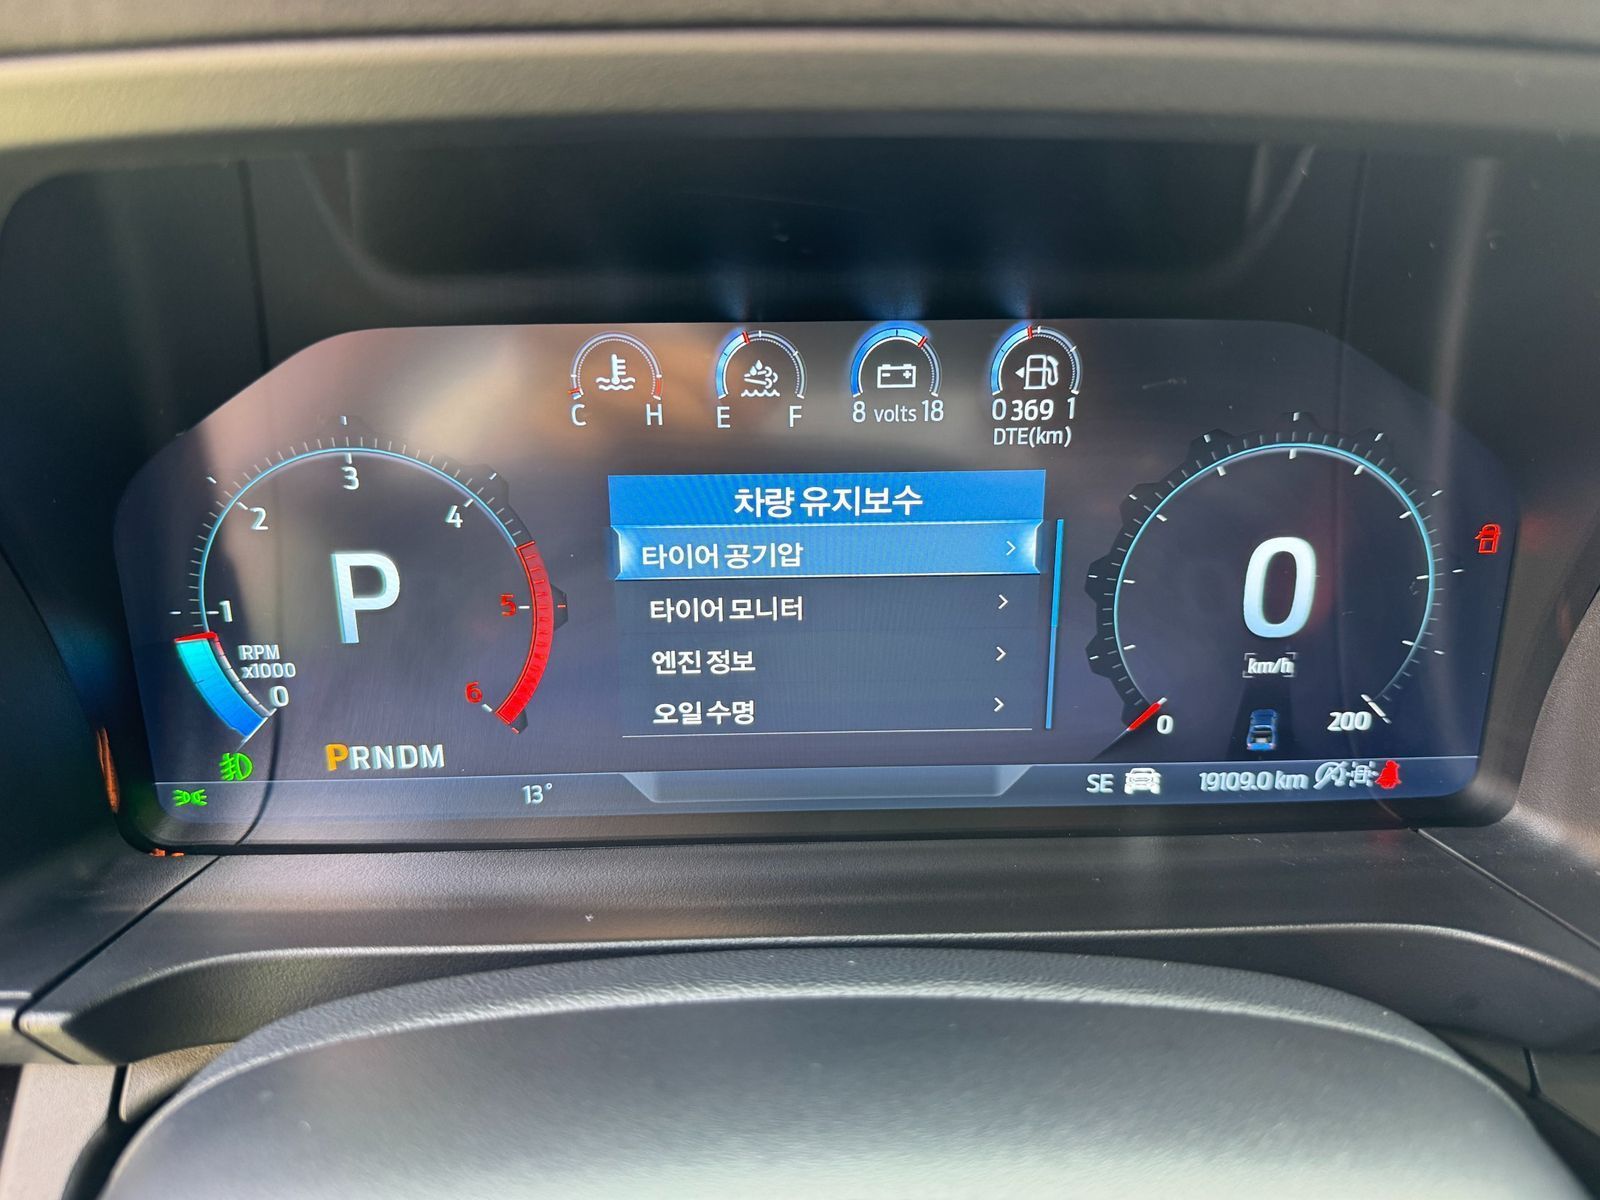 C H
E F
8 volts 18
0 369 1
DTE(km)
차량 유지보수
타이어 공기압
타이어 모니터
엔진 정보
오일 수명
0
1
2
3
4
5
6
P
RPM
x1000
PRNDM
13°
0
km/h
0
200
SE
19109.0 km